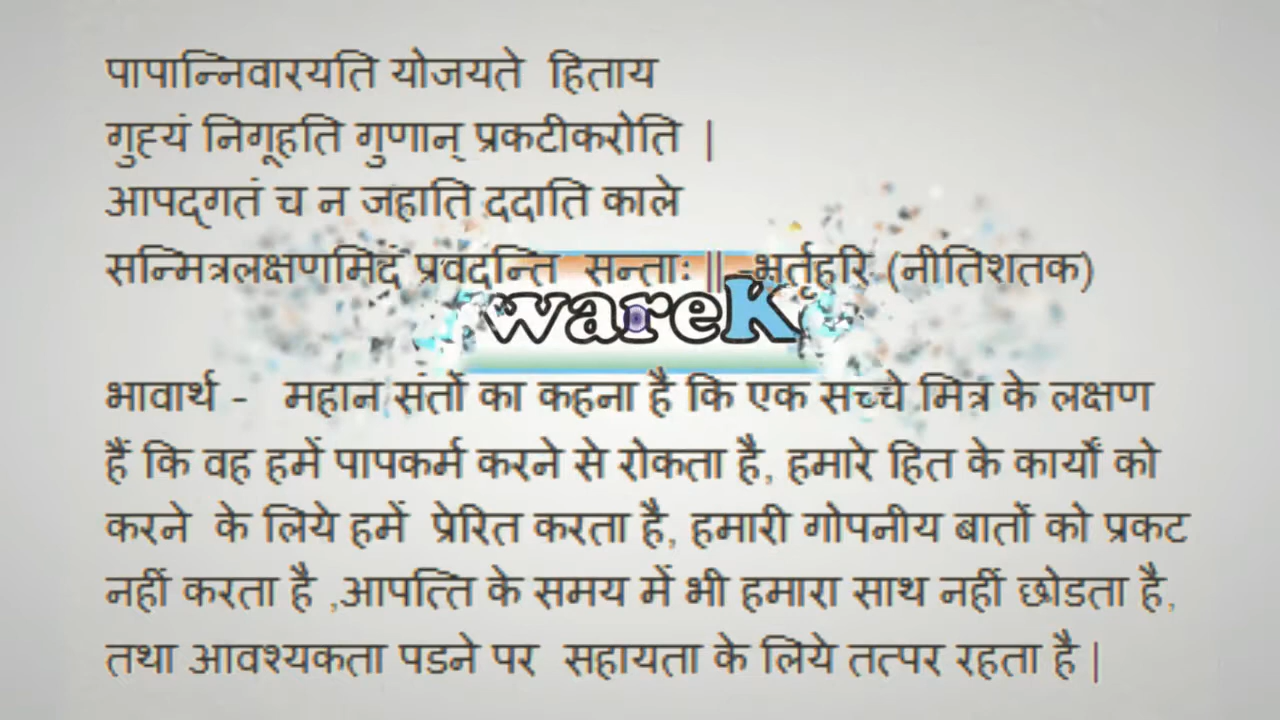 पापान्निवारयति योजयते हिताय
गुह्यं निगूहति गुणान् प्रकटीकरोति |
आपद्गतं च न जहाति ददाति काले
सन्मित्रलक्षणमिदं प्रवदन्ति सन्ताः || -भर्तृहरि (नीतिशतक)
wareK
भावार्थ - महान संतों का कहना है कि एक सच्चे मित्र के लक्षण
हैं कि वह हमें पापकर्म करने से रोकता है, हमारे हित के कार्यों को
करने के लिये हमें प्रेरित करता है, हमारी गोपनीय बातों को प्रकट
नहीं करता है ,आपत्ति के समय में भी हमारा साथ नहीं छोडता है,
तथा आवश्यकता पडने पर सहायता के लिये तत्पर रहता है |